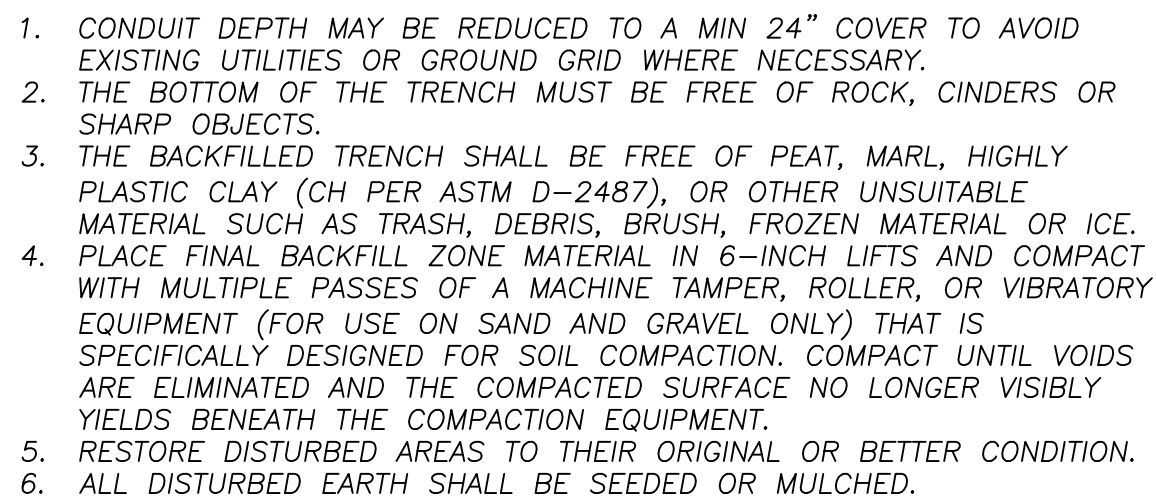 1. CONDUIT DEPTH MAY BE REDUCED TO A MIN 24" COVER TO AVOID
EXISTING UTILITIES OR GROUND GRID WHERE NECESSARY.
2. THE BOTTOM OF THE TRENCH MUST BE FREE OF ROCK, CINDERS OR
SHARP OBJECTS.
3. THE BACKFILLED TRENCH SHALL BE FREE OF PEAT, MARL, HIGHLY
PLASTIC CLAY (CH PER ASTM D-2487), OR OTHER UNSUITABLE
MATERIAL SUCH AS TRASH, DEBRIS, BRUSH, FROZEN MATERIAL OR ICE.
4. PLACE FINAL BACKFILL ZONE MATERIAL IN 6-INCH LIFTS AND COMPACT
WITH MULTIPLE PASSES OF A MACHINE TAMPER, ROLLER, OR VIBRATORY
EQUIPMENT (FOR USE ON SAND AND GRAVEL ONLY) THAT IS
SPECIFICALLY DESIGNED FOR SOIL COMPACTION. COMPACT UNTIL VOIDS
ARE ELIMINATED AND THE COMPACTED SURFACE NO LONGER VISIBLY
YIELDS BENEATH THE COMPACTION EQUIPMENT.
5. RESTORE DISTURBED AREAS TO THEIR ORIGINAL OR BETTER CONDITION.
6. ALL DISTURBED EARTH SHALL BE SEEDED OR MULCHED.